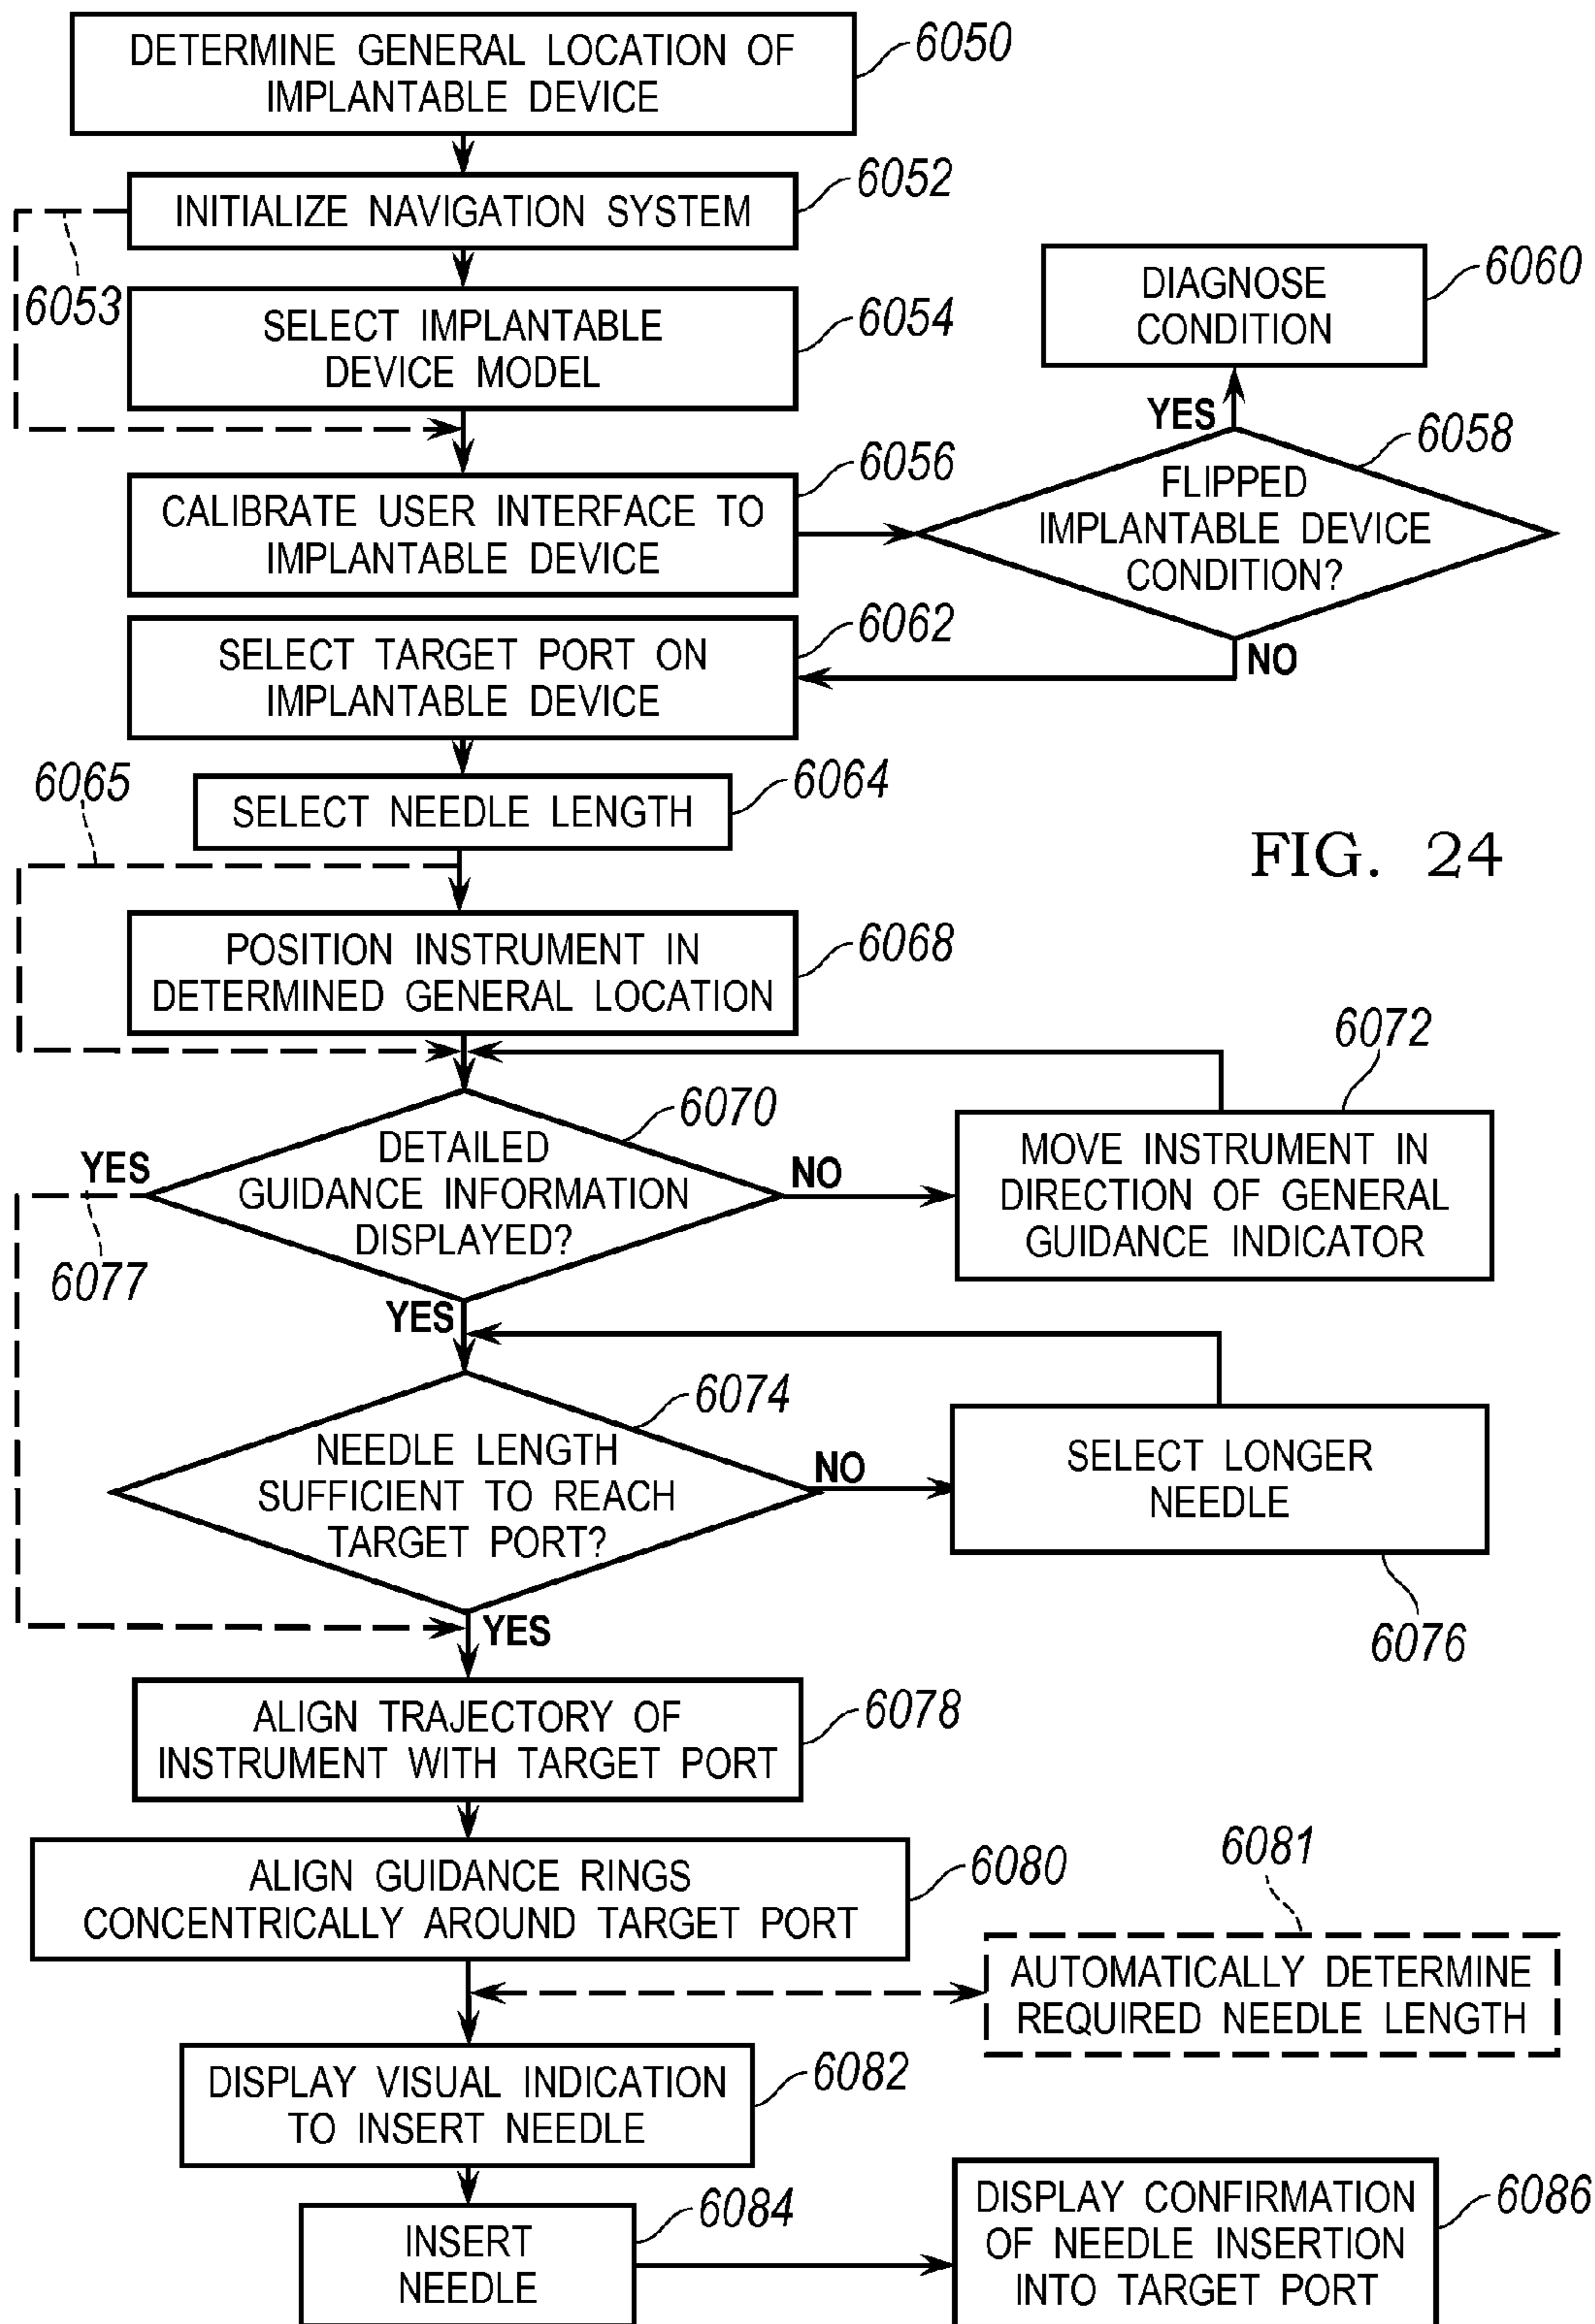 DETERMINE GENERAL LOCATION OF
IMPLANTABLE DEVICE
6050
INITIALIZE NAVIGATION SYSTEM
6052
6053
SELECT IMPLANTABLE
DEVICE MODEL
6054
DIAGNOSE
CONDITION
6060
YES
CALIBRATE USER INTERFACE TO
IMPLANTABLE DEVICE
6056
FLIPPED
IMPLANTABLE DEVICE
CONDITION?
6058
NO
SELECT TARGET PORT ON
IMPLANTABLE DEVICE
6062
SELECT NEEDLE LENGTH
6064
6065
FIG. 24
POSITION INSTRUMENT IN
DETERMINED GENERAL LOCATION
6068
DETAILED
GUIDANCE INFORMATION
DISPLAYED?
6070
YES
6077
NO
MOVE INSTRUMENT IN
DIRECTION OF GENERAL
GUIDANCE INDICATOR
6072
YES
NEEDLE LENGTH
SUFFICIENT TO REACH
TARGET PORT?
6074
NO
SELECT LONGER
NEEDLE
6076
YES
ALIGN TRAJECTORY OF
INSTRUMENT WITH TARGET PORT
6078
ALIGN GUIDANCE RINGS
CONCENTRICALLY AROUND TARGET PORT
6080
6081
AUTOMATICALLY DETERMINE
REQUIRED NEEDLE LENGTH
DISPLAY VISUAL INDICATION
TO INSERT NEEDLE
6082
INSERT
NEEDLE
6084
DISPLAY CONFIRMATION
OF NEEDLE INSERTION
INTO TARGET PORT
6086